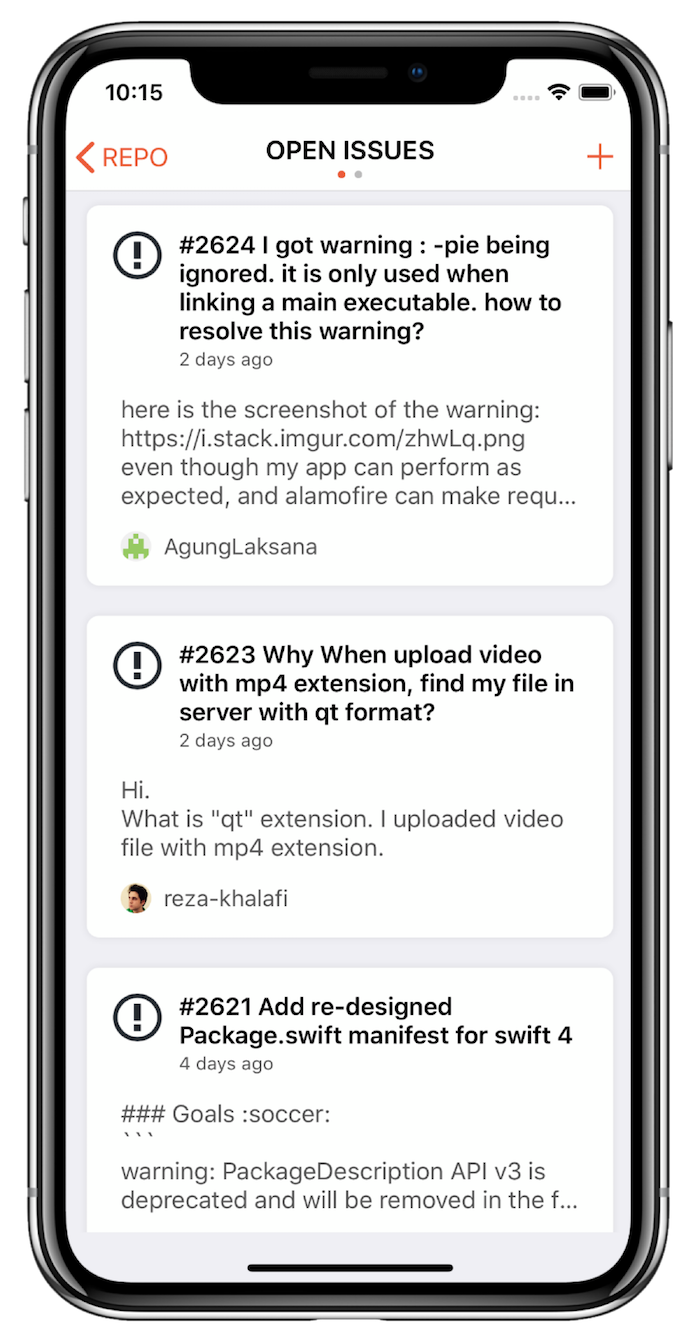 10:15
REPO
OPEN ISSUES
#2624 I got warning : -pie being
ignored. it is only used when
linking a main executable. how to
resolve this warning?
2 days ago
here is the screenshot of the warning:
https://i.stack.imgur.com/zhwLq.png
even though my app can perform as
expected, and alamofire can make requ...
AgungLaksana
#2623 Why When upload video
with mp4 extension, find my file in
server with qt format?
2 days ago
Hi.
What is "qt" extension. I uploaded video
file with mp4 extension.
reza-khalafi
#2621 Add re-designed
Package.swift manifest for swift 4
4 days ago
### Goals :soccer:
```
warning: PackageDescription API v3 is
deprecated and will be removed in the f...